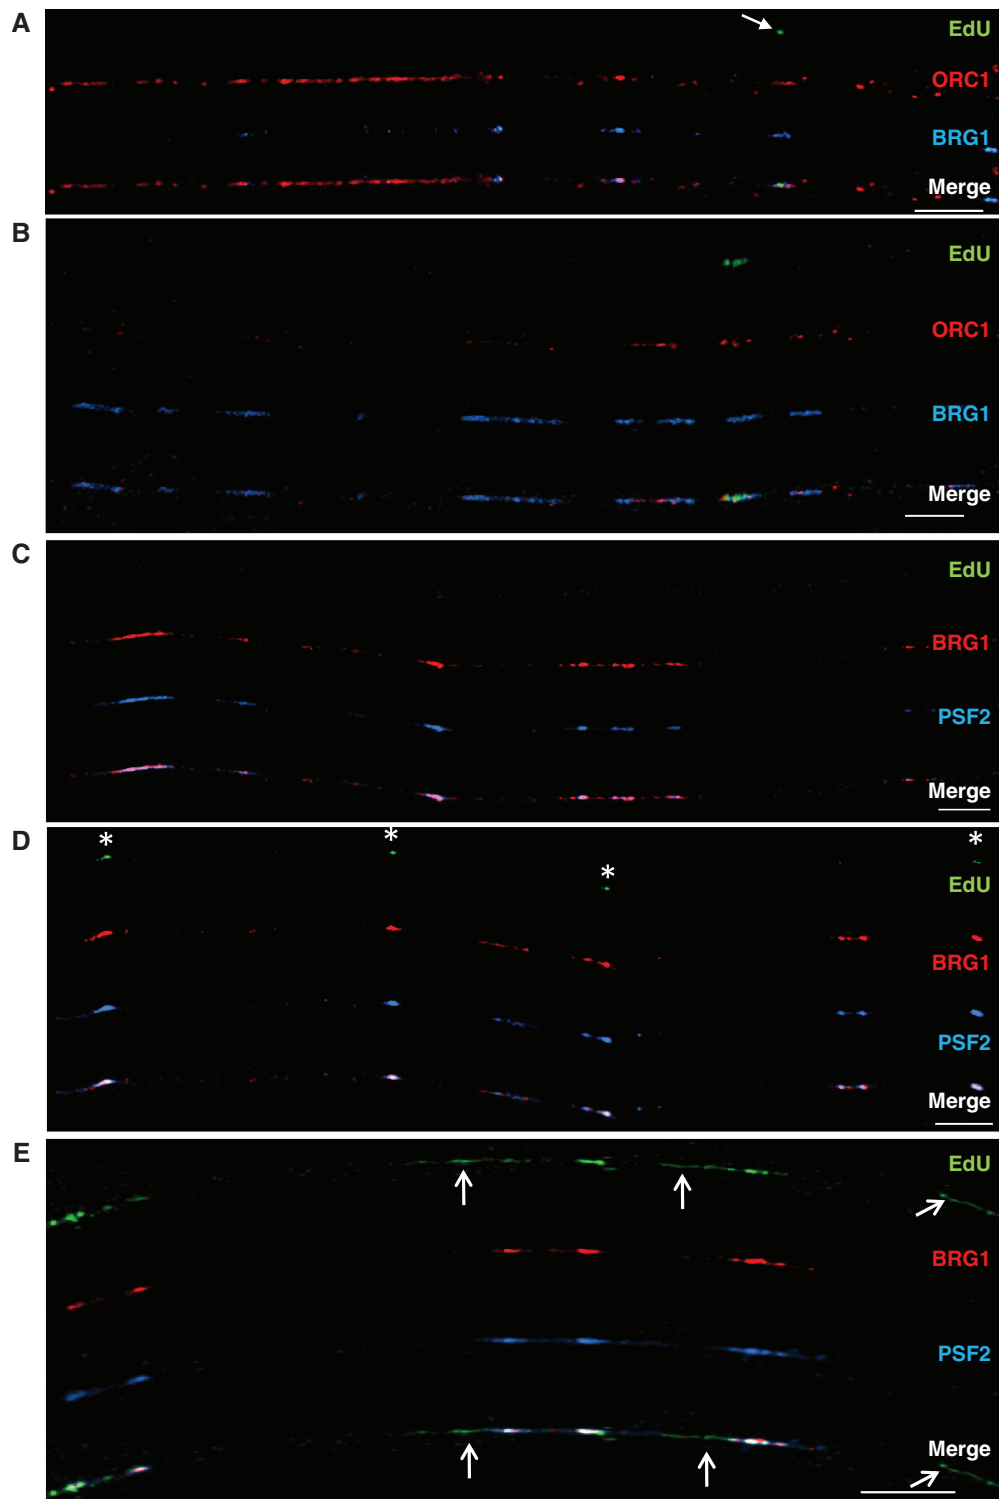 A
EdU
ORC1
BRG1
Merge
B
EdU
ORC1
BRG1
Merge
C
EdU
BRG1
PSF2
Merge
D
* * * *
EdU
BRG1
PSF2
Merge
E
EdU
BRG1
PSF2
Merge